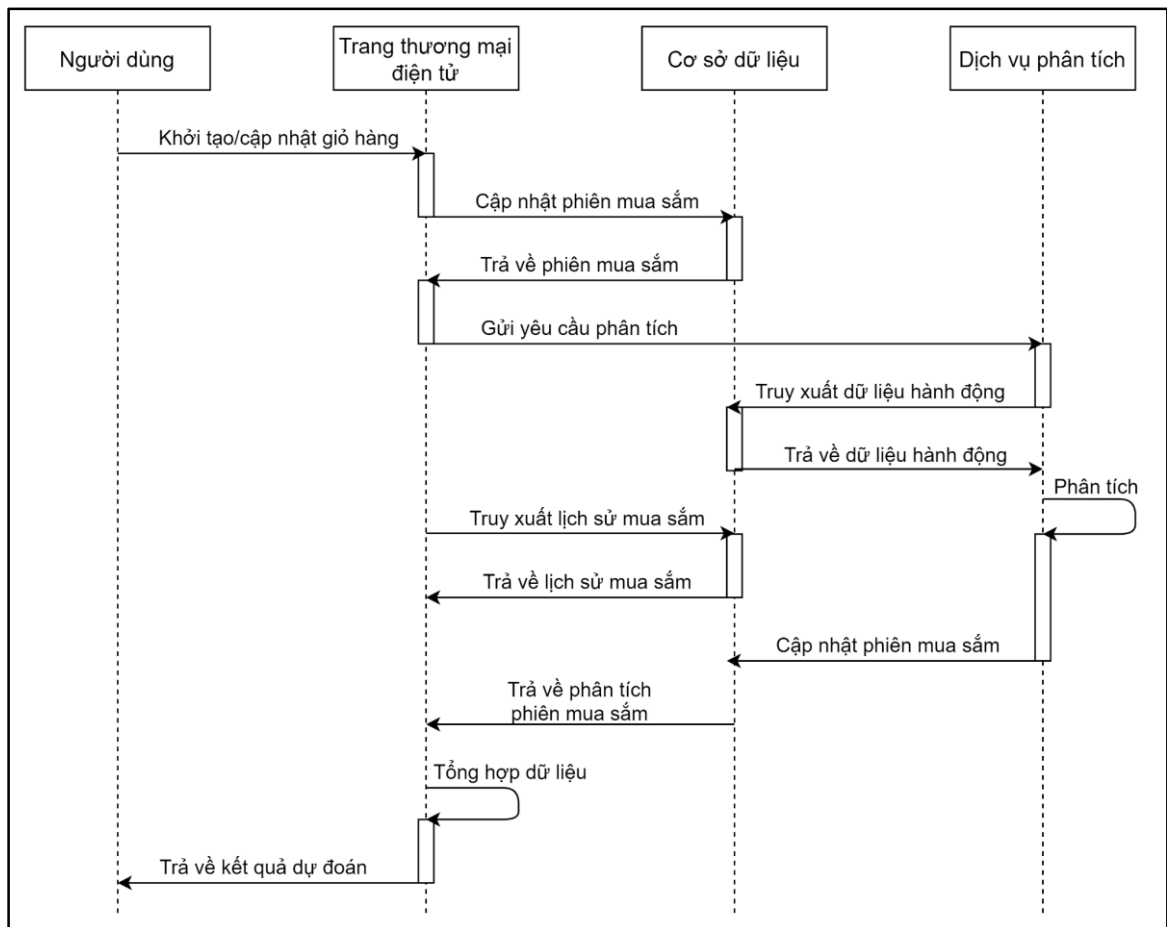 Người dùng
Trang thương mại
điện tử
Cơ sở dữ liệu
Dịch vụ phân tích
Khởi tạo/cập nhật giỏ hàng
Cập nhật phiên mua sắm
Trả về phiên mua sắm
Gửi yêu cầu phân tích
Truy xuất dữ liệu hành động
Trả về dữ liệu hành động
Phân tích
Truy xuất lịch sử mua sắm
Trả về lịch sử mua sắm
Cập nhật phiên mua sắm
Trả về phân tích
phiên mua sắm
Tổng hợp dữ liệu
Trả về kết quả dự đoán